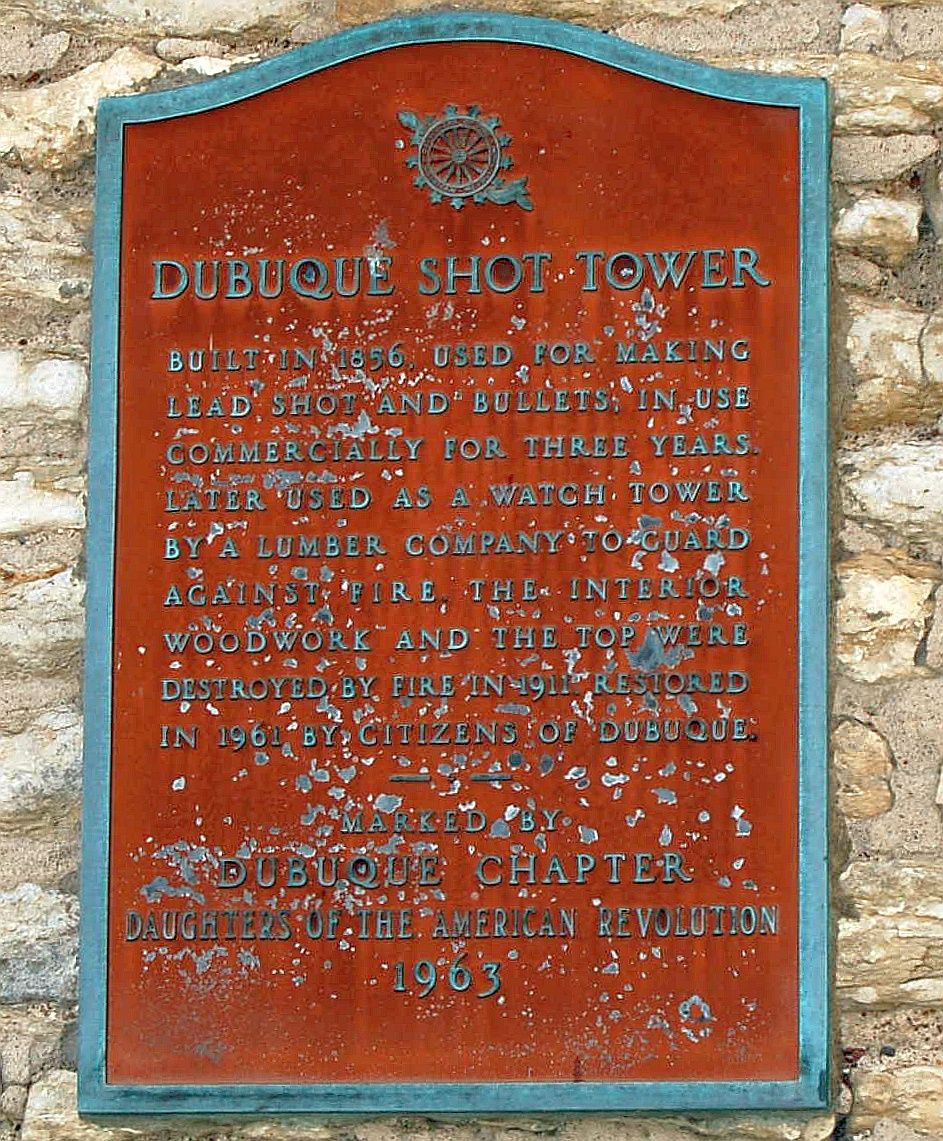 DUBUQUE SHOT TOWER
BUILT IN 1856, USED FOR MAKING
LEAD SHOT AND BULLETS, IN USE
COMMERCIALLY FOR THREE YEARS.
LATER USED AS A WATCH TOWER
BY A LUMBER COMPANY TO GUARD
AGAINST FIRE. THE INTERIOR
WOODWORK AND THE TOP WERE
DESTROYED BY FIRE IN 1911. RESTORED
IN 1961 BY CITIZENS OF DUBUQUE.
MARKED BY
DUBUQUE CHAPTER
DAUGHTERS OF THE AMERICAN REVOLUTION
1963